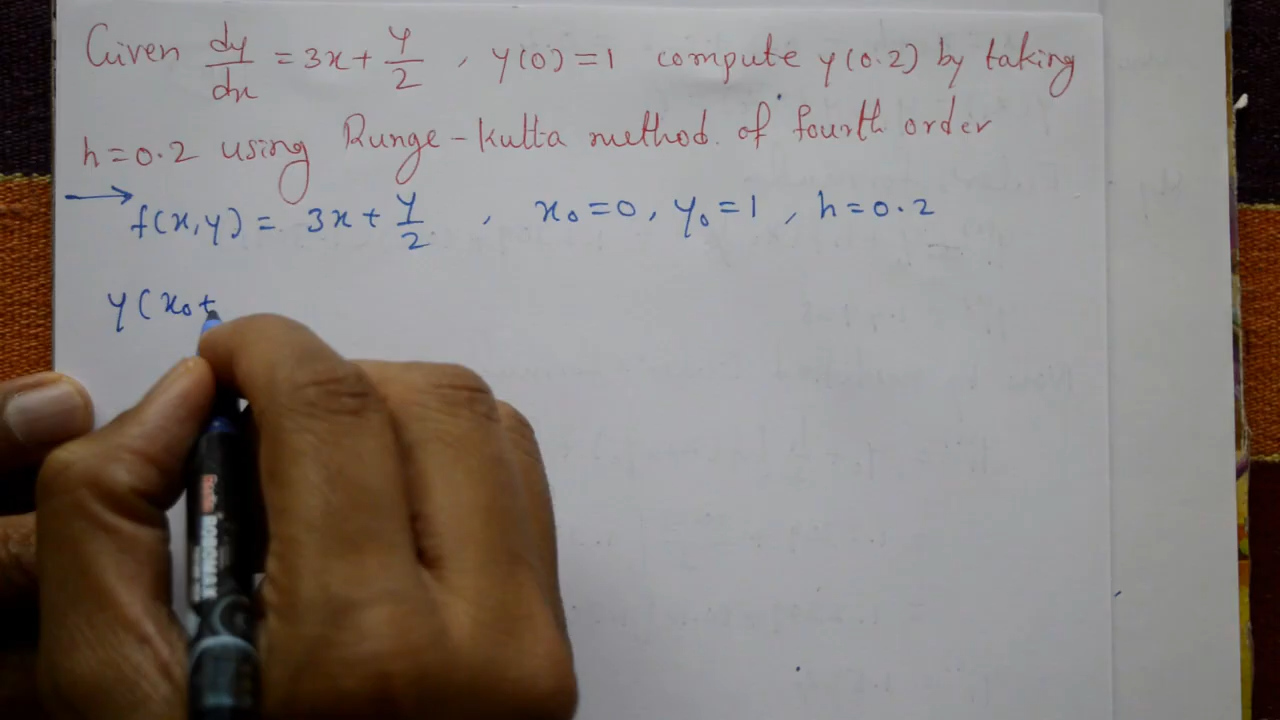 Given dy/dx = 3x + y/2 , y(0) = 1 compute y(0.2) by taking
h = 0.2 using Runge-Kutta method. of fourth order
→ f(x,y) = 3x + y/2 , x₀ = 0, y₀ = 1 , h = 0.2
y(x₀ +